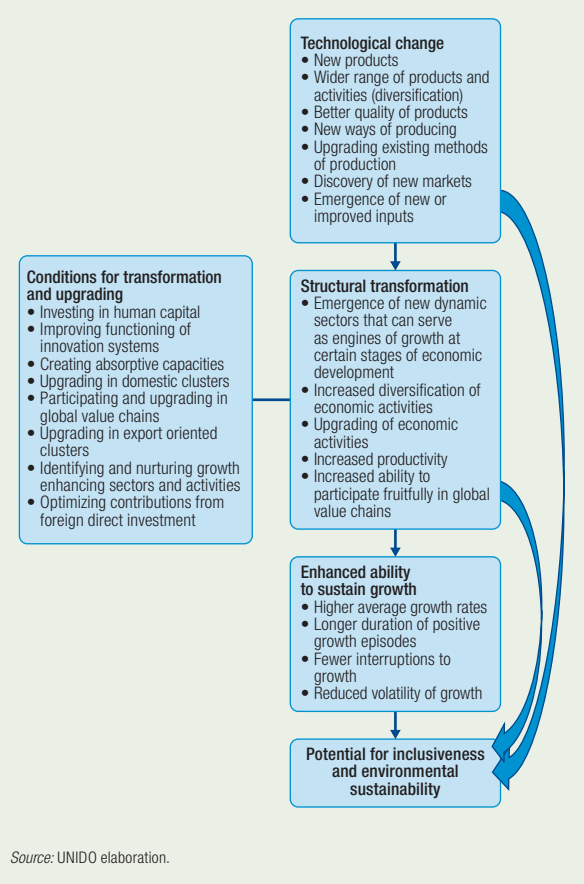 Technological change
• New products
• Wider range of products and
activities (diversification)
• Better quality of products
• New ways of producing
• Upgrading existing methods
of production
• Discovery of new markets
• Emergence of new or
improved inputs
Conditions for transformation
and upgrading
• Investing in human capital
• Improving functioning of
innovation systems
• Creating absorptive capacities
• Upgrading in domestic clusters
• Participating and upgrading in
global value chains
• Upgrading in export oriented
clusters
• Identifying and nurturing growth
enhancing sectors and activities
• Optimizing contributions from
foreign direct investment
Structural transformation
• Emergence of new dynamic
sectors that can serve
as engines of growth at
certain stages of economic
development
• Increased diversification of
economic activities
• Upgrading of economic
activities
• Increased productivity
• Increased ability to
participate fruitfully in global
value chains
Enhanced ability
to sustain growth
• Higher average growth rates
• Longer duration of positive
growth episodes
• Fewer interruptions to
growth
• Reduced volatility of growth
Potential for inclusiveness
and environmental
sustainability
Source: UNIDO elaboration.